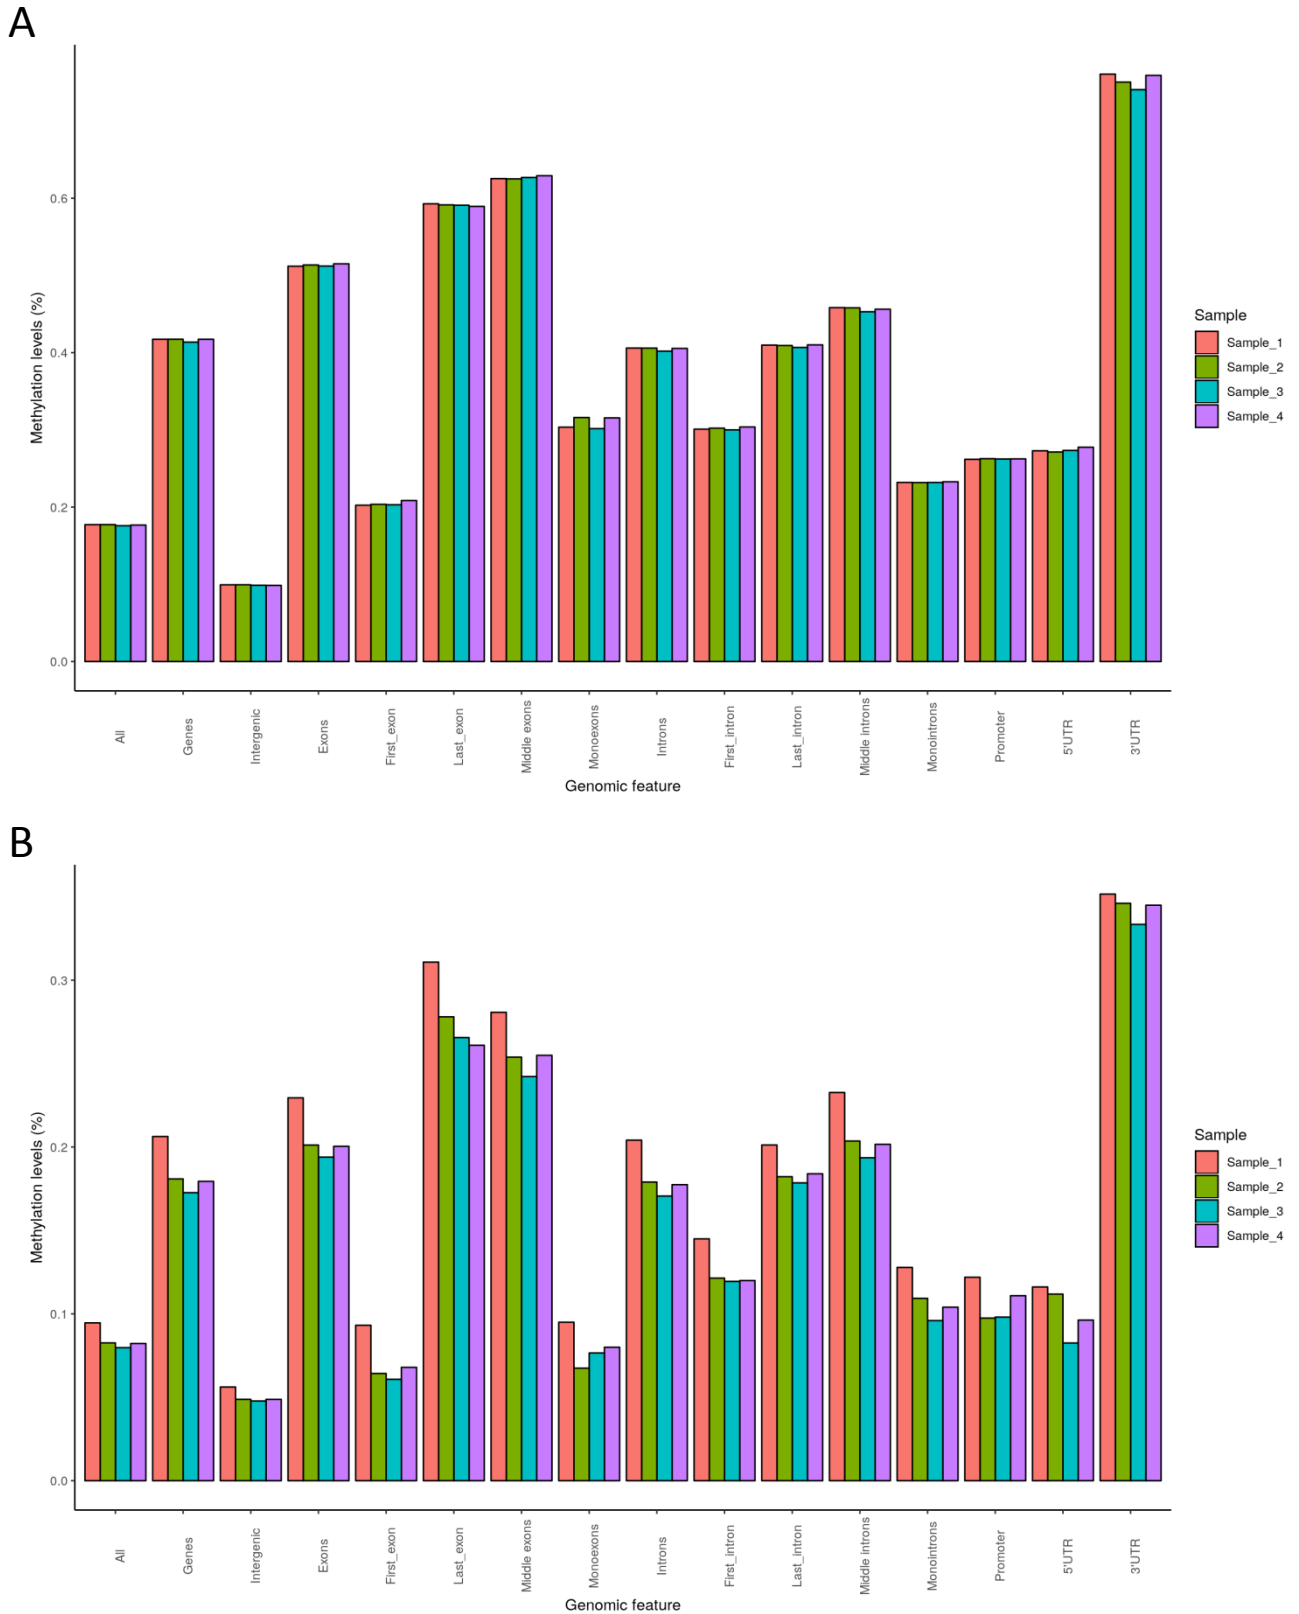 A
Methylation levels (%)
0.6
0.4
0.2
0.0
All
Genes
Intergenic
Exons
First_exon
Last_exon
Middle exons
Monoexons
Introns
First_intron
Last_intron
Middle introns
Monointrons
Promoter
5'UTR
3'UTR
Genomic feature
Sample
Sample_1
Sample_2
Sample_3
Sample_4
B
Methylation levels (%)
0.3
0.2
0.1
0.0
All
Genes
Intergenic
Exons
First_exon
Last_exon
Middle exons
Monoexons
Introns
First_intron
Last_intron
Middle introns
Monointrons
Promoter
5'UTR
3'UTR
Genomic feature
Sample
Sample_1
Sample_2
Sample_3
Sample_4